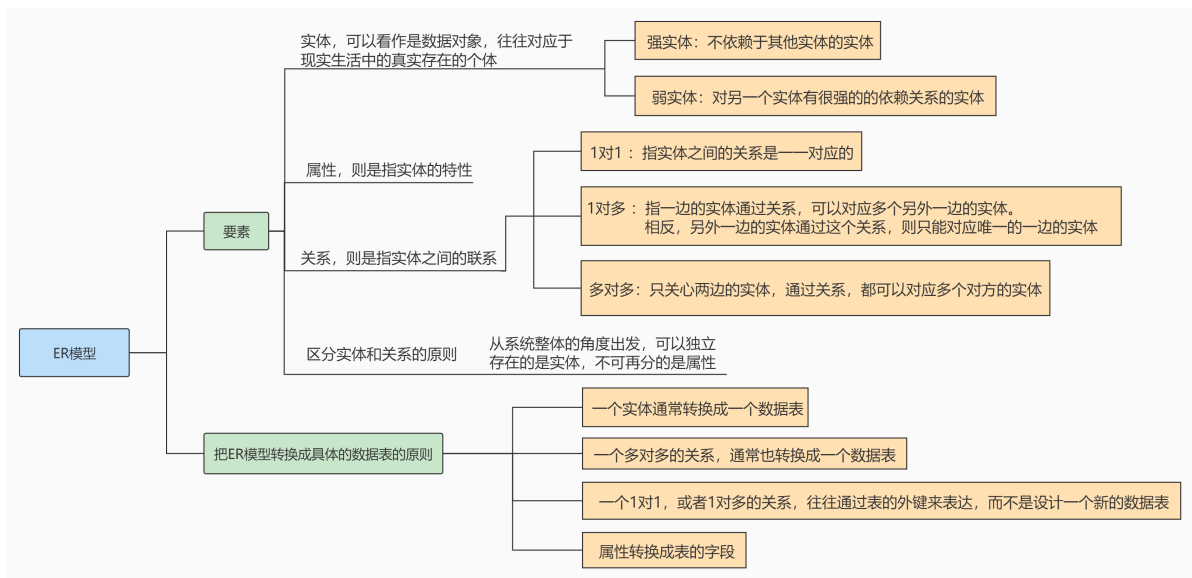 ER模型
要素
实体，可以看作是数据对象，往往对应于
现实生活中的真实存在的个体
强实体：不依赖于其他实体的实体
弱实体：对另一个实体有很强的的依赖关系的实体
属性，则是指实体的特性
关系，则是指实体之间的联系
1对1 ：指实体之间的关系是一一对应的
1对多 ：指一边的实体通过关系，可以对应多个另外一边的实体。
相反，另外一边的实体通过这个关系，则只能对应唯一的一边的实体
多对多：只关心两边的实体，通过关系，都可以对应多个对方的实体
区分实体和关系的原则
从系统整体的角度出发，可以独立
存在的是实体，不可再分的是属性
把ER模型转换成具体的数据表的原则
一个实体通常转换成一个数据表
一个多对多的关系，通常也转换成一个数据表
一个1对1，或者1对多的关系，往往通过表的外键来表达，而不是设计一个新的数据表
属性转换成表的字段